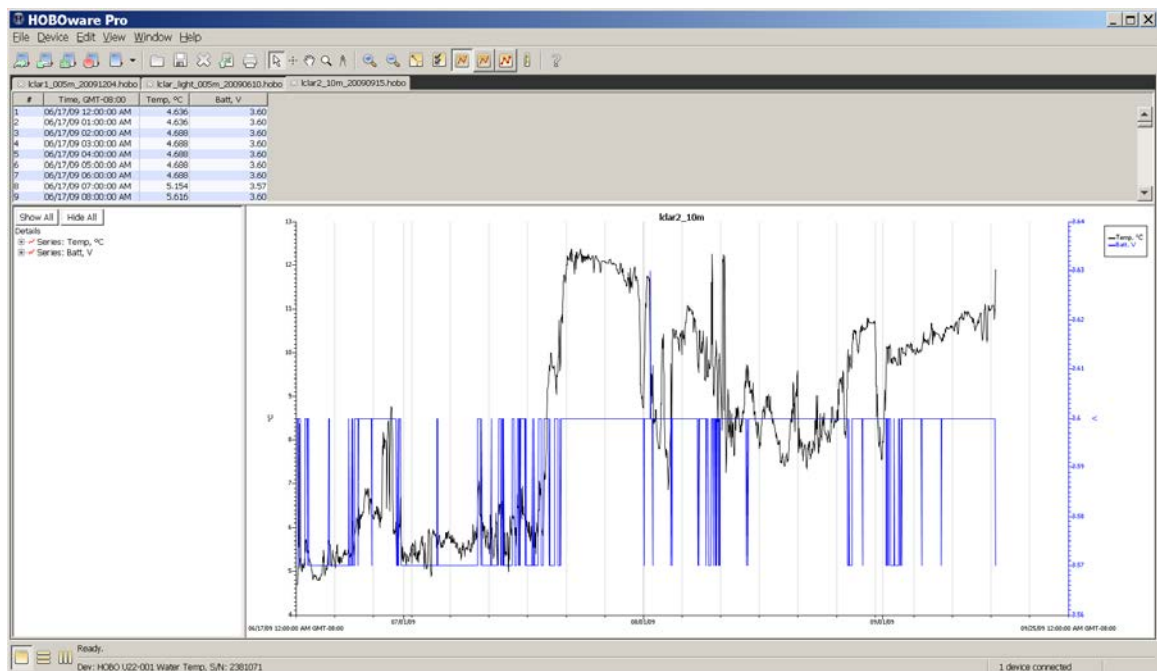 HOBOware Pro
File Device Edit View Window Help
lclar1_005m_20091204.hobo lclar_light_005m_20090610.hobo lclar2_10m_20090915.hobo
# Time, GMT-08:00 Temp, °C Batt, V
1 06/17/09 12:00:00 AM 4.636 3.60
2 06/17/09 01:00:00 AM 4.636 3.60
3 06/17/09 02:00:00 AM 4.688 3.60
4 06/17/09 03:00:00 AM 4.688 3.60
5 06/17/09 04:00:00 AM 4.688 3.60
6 06/17/09 05:00:00 AM 4.688 3.60
7 06/17/09 06:00:00 AM 4.688 3.60
8 06/17/09 07:00:00 AM 5.154 3.57
9 06/17/09 08:00:00 AM 5.616 3.60
Show All Hide All
Details
Series: Temp, °C
Series: Batt, V
lclar2_10m
Temp, °C
Batt, V
13 3.64
12 3.63
11 3.62
10 3.61
9
8 3.6
°C V
7 3.59
6 3.58
5 3.57
4 3.56
07/01/09 08/01/09 09/01/09
06/17/09 12:00:00 AM GMT-08:00 09/25/09 12:00:00 AM GMT-08:00
Ready.
Dev: HOBO U22-001 Water Temp, S/N: 2381071 1 device connected